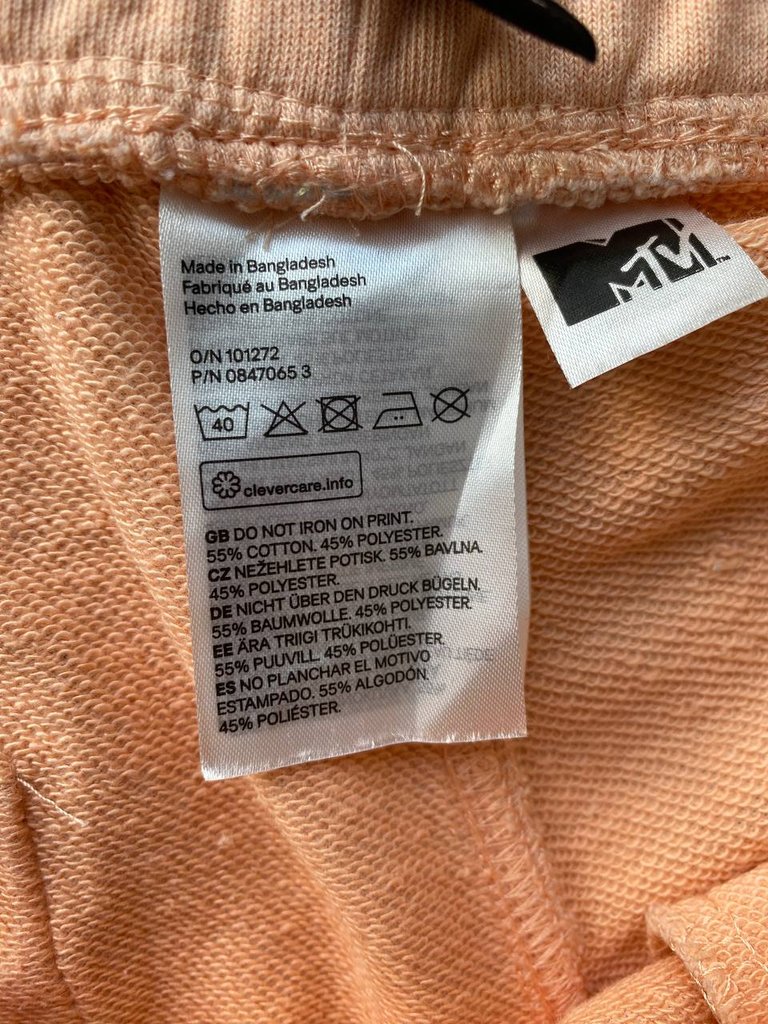 Made in Bangladesh
Fabriqué au Bangladesh
Hecho en Bangladesh
O/N 101272
P/N 0847065 3
40
clevercare.info
GB DO NOT IRON ON PRINT.
55% COTTON. 45% POLYESTER.
CZ NEŽEHLETE POTISK. 55% BAVLNA.
45% POLYESTER.
DE NICHT ÜBER DEN DRUCK BÜGELN.
55% BAUMWOLLE. 45% POLYESTER.
EE ÄRA TRIIGI TRÜKIKOHTI.
55% PUUVILL. 45% POLÜESTER.
ES NO PLANCHAR EL MOTIVO
ESTAMPADO. 55% ALGODÓN.
45% POLIÉSTER.
MTV™